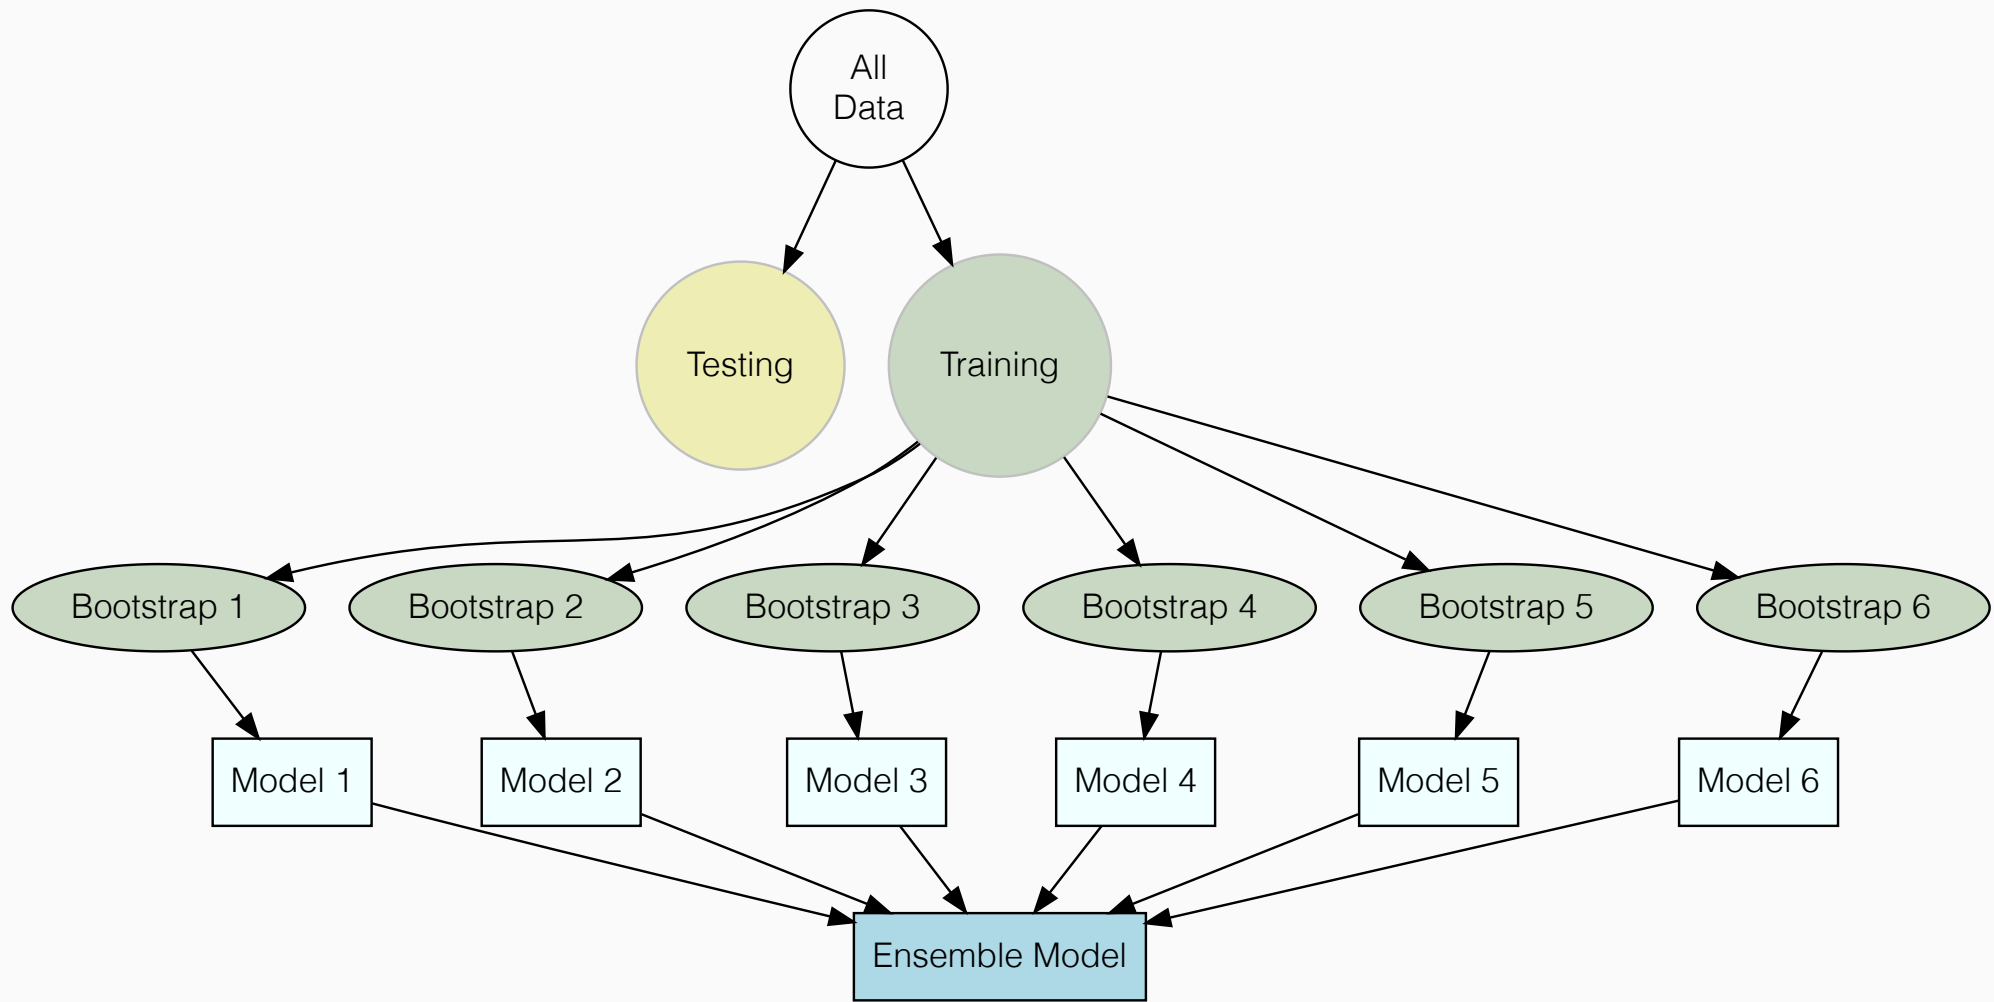 All
Data
Testing
Training
Bootstrap 1
Bootstrap 2
Bootstrap 3
Bootstrap 4
Bootstrap 5
Bootstrap 6
Model 1
Model 2
Model 3
Model 4
Model 5
Model 6
Ensemble Model